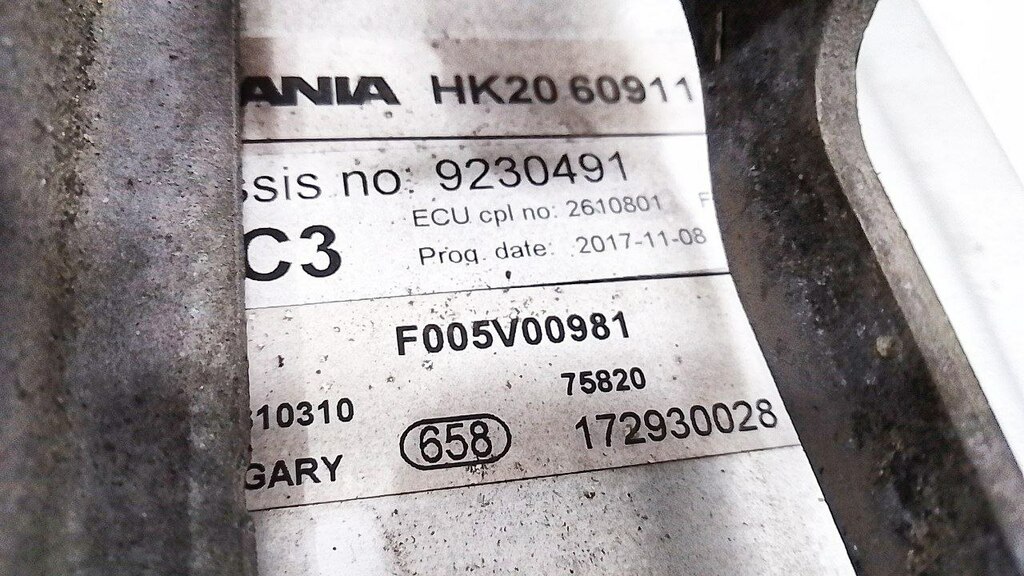 ANIA HK20 60911
ssis no: 9230491
ECU cpl no: 2610801 F
C3
Prog. date: 2017-11-08
F005V00981
75820
10310
658
172930028
GARY